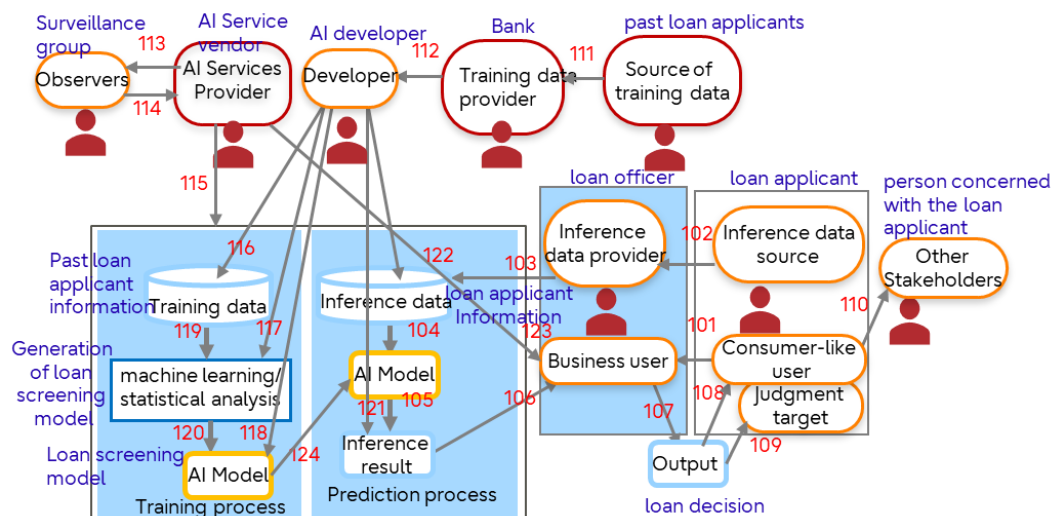 Surveillance
group
113
AI Service
vendor
AI developer
112
Bank
111
past loan applicants
Observers
114
AI Services
Provider
Developer
Training data
provider
Source of
training data
115
loan officer
loan applicant
person concerned
with the loan
applicant
116
122
Inference
data provider
102
Inference data
source
Other
Stakeholders
Past loan
applicant
information
Training data
Inference data
103
loan applicant
Information
119
117
104
123
101
110
Generation
of loan
screening
model
machine learning/
statistical analysis
AI Model
121
105
106
Business user
Consumer-like
user
107
108
Judgment
target
120
118
124
Inference
result
109
Loan screening
model
AI Model
Output
Training process
Prediction process
loan decision